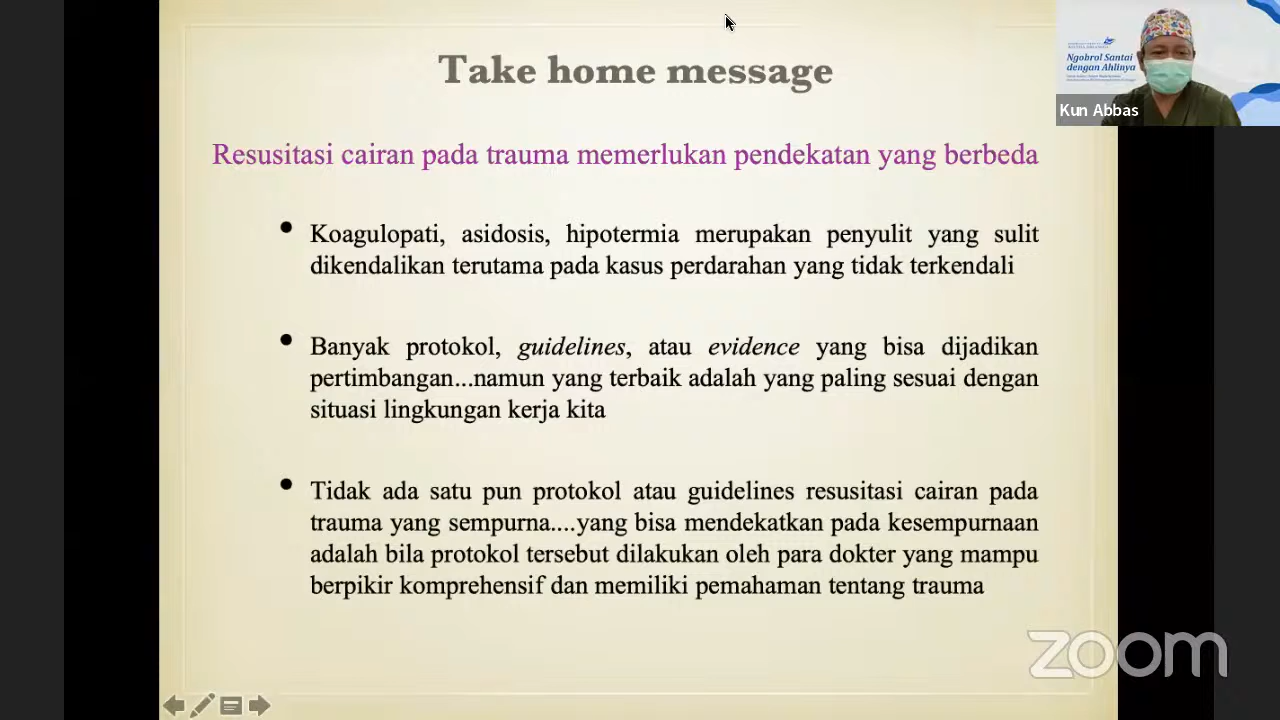 Take home message
Resusitasi cairan pada trauma memerlukan pendekatan yang berbeda
• Koagulopati, asidosis, hipotermia merupakan penyulit yang sulit
dikendalikan terutama pada kasus perdarahan yang tidak terkendali
• Banyak protokol, guidelines, atau evidence yang bisa dijadikan
pertimbangan...namun yang terbaik adalah yang paling sesuai dengan
situasi lingkungan kerja kita
• Tidak ada satu pun protokol atau guidelines resusitasi cairan pada
trauma yang sempurna....yang bisa mendekatkan pada kesempurnaan
adalah bila protokol tersebut dilakukan oleh para dokter yang mampu
berpikir komprehensif dan memiliki pemahaman tentang trauma
Ngobrol Santai
dengan Ahlinya
Kun Abbas
zoom